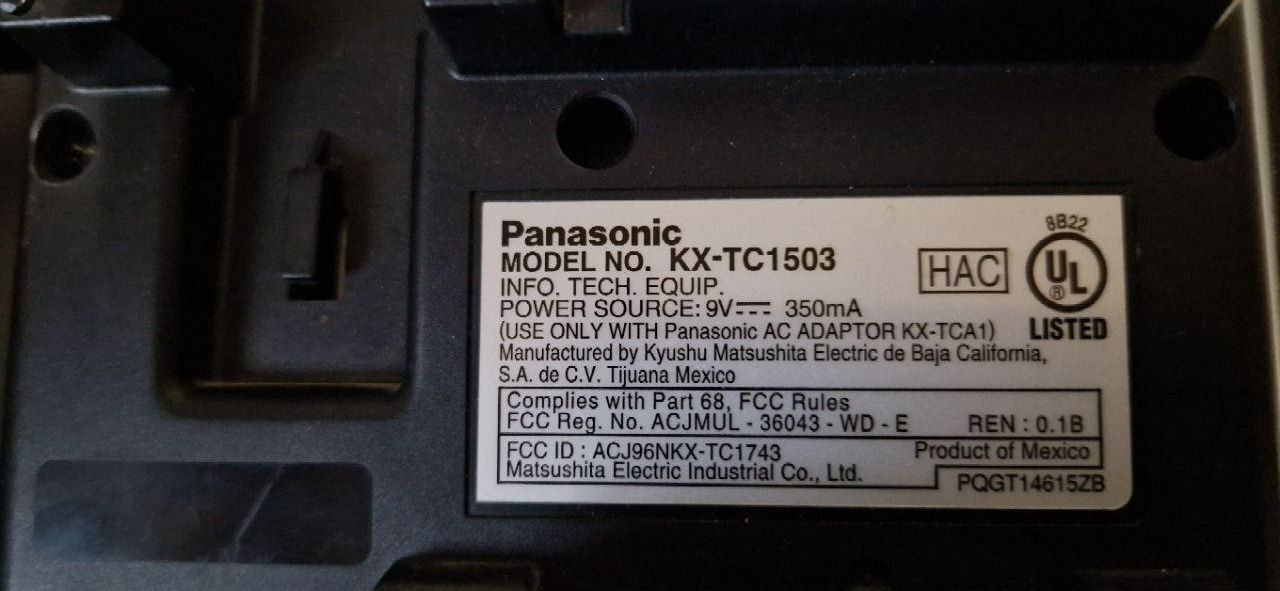 Panasonic
MODEL NO. KX-TC1503
INFO. TECH. EQUIP.
POWER SOURCE: 9V⎓ 350mA
(USE ONLY WITH Panasonic AC ADAPTOR KX-TCA1)
Manufactured by Kyushu Matsushita Electric de Baja California,
S.A. de C.V. Tijuana Mexico
HAC
8B22
UL
®
LISTED
Complies with Part 68, FCC Rules
FCC Reg. No. ACJMUL - 36043 - WD - E REN : 0.1B
FCC ID : ACJ96NKX-TC1743 Product of Mexico
Matsushita Electric Industrial Co., Ltd.
PQGT14615ZB